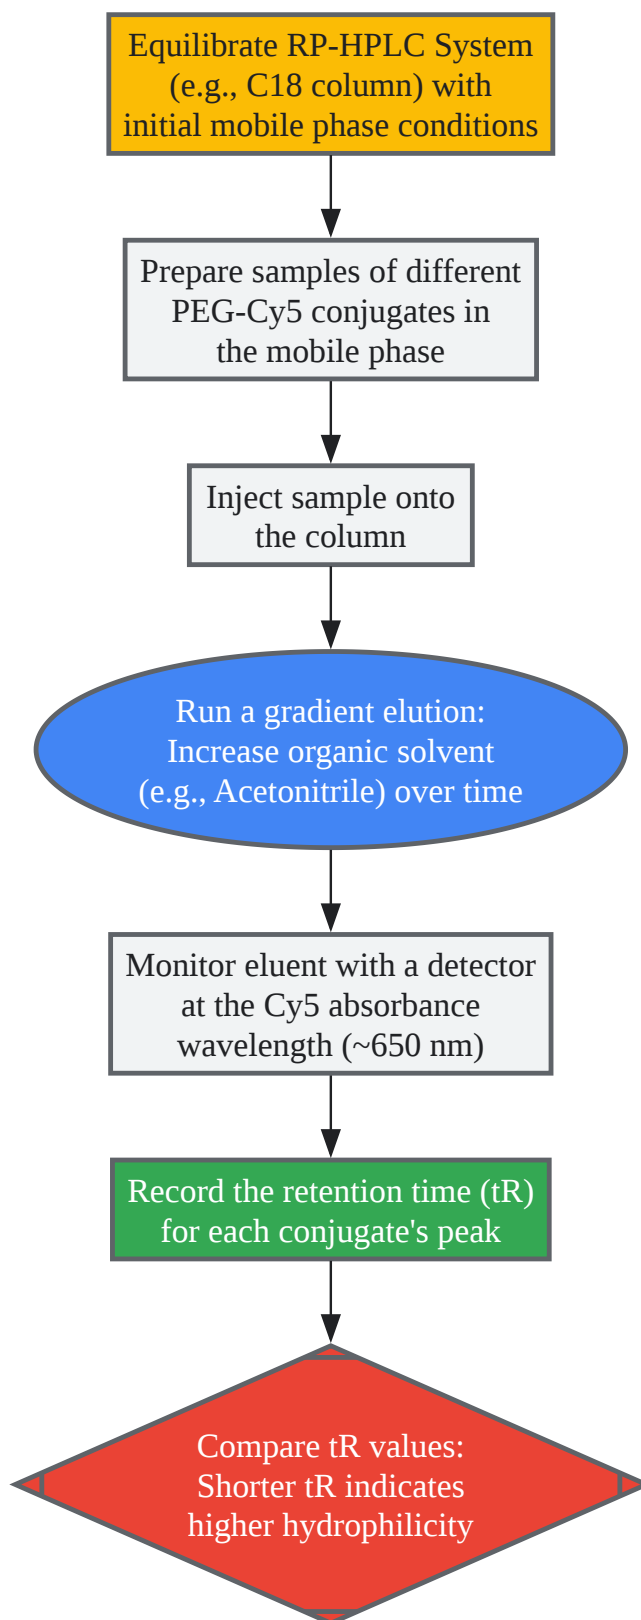 Equilibrate RP-HPLC System
(e.g., C18 column) with
initial mobile phase conditions
Prepare samples of different
PEG-Cy5 conjugates in
the mobile phase
Inject sample onto
the column
Run a gradient elution:
Increase organic solvent
(e.g., Acetonitrile) over time
Monitor eluent with a detector
at the Cy5 absorbance
wavelength (~650 nm)
Record the retention time (tR)
for each conjugate's peak
Compare tR values:
Shorter tR indicates
higher hydrophilicity